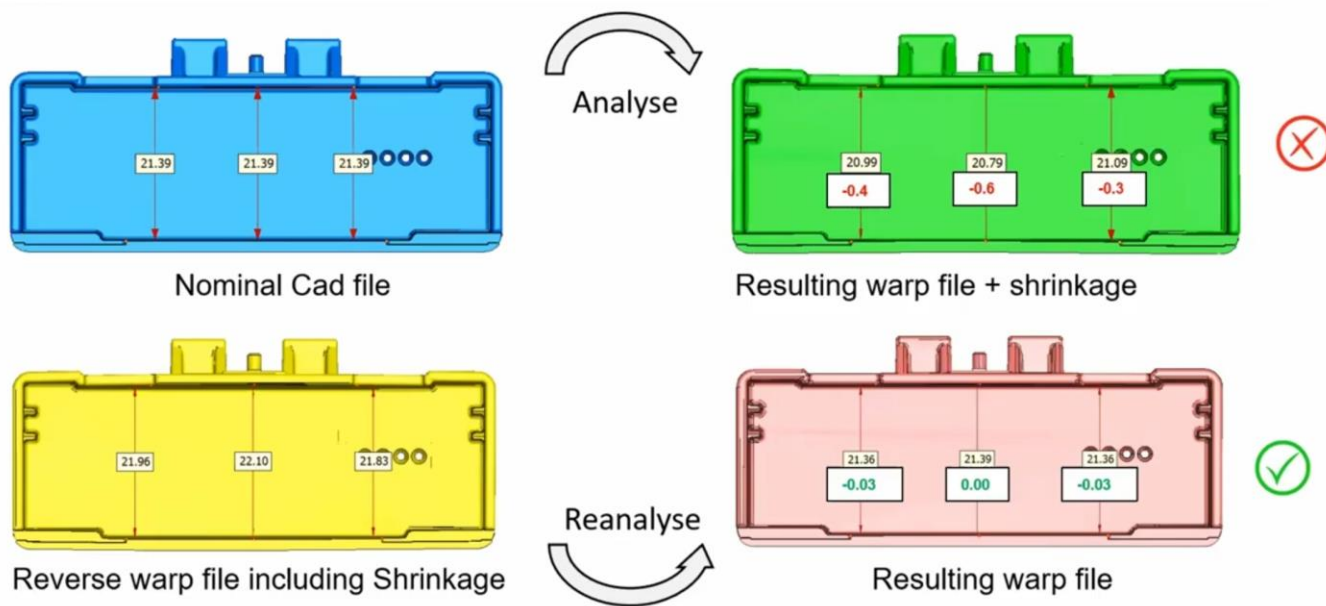 Analyse
21.39 21.39 21.39
20.99 20.79 21.09
-0.4 -0.6 -0.3
Nominal Cad file
Resulting warp file + shrinkage
21.96 22.10 21.83
21.36 21.39 21.36
-0.03 0.00 -0.03
Reanalyse
Reverse warp file including Shrinkage
Resulting warp file